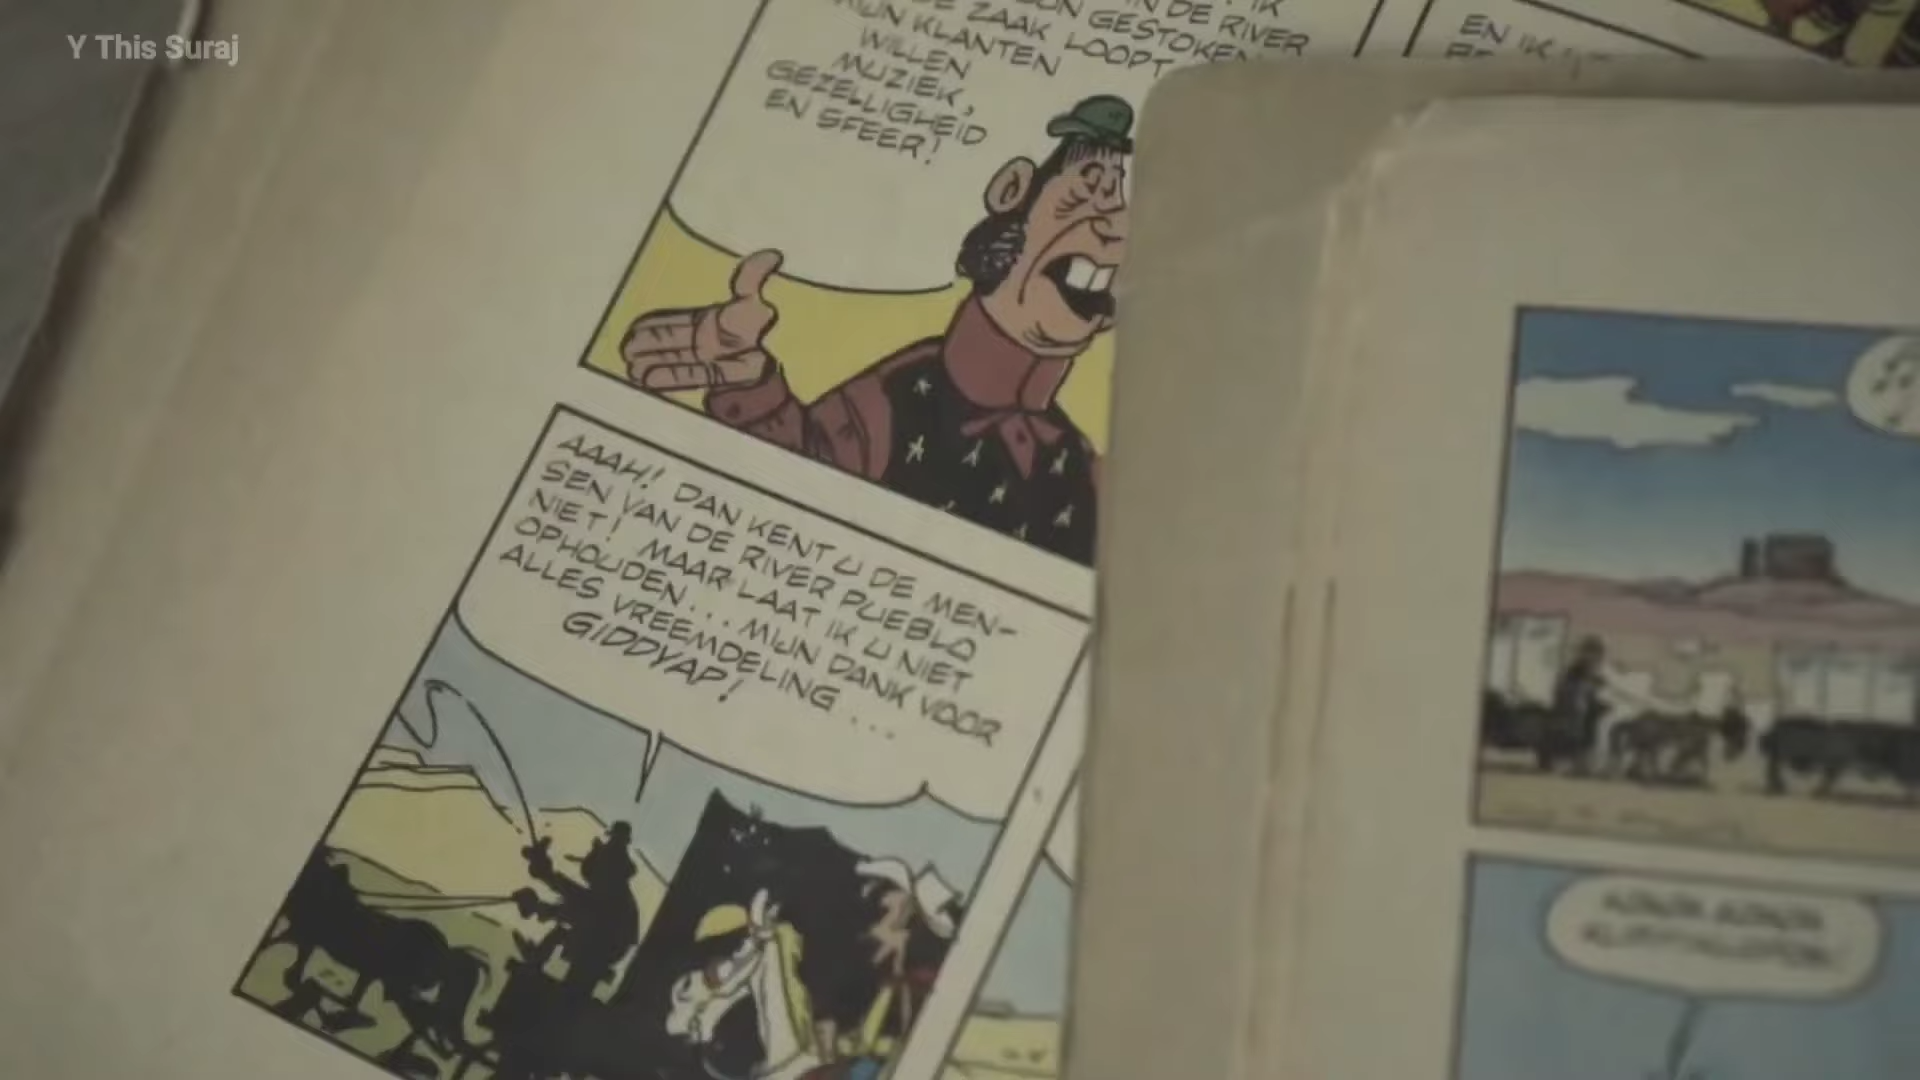 Y This Suraj
IN DE RIVER
GESTOKEN
DE ZAAK LOOPT
MIJN KLANTEN
WILLEN
MUZIEK,
GEZELLIGHEID
EN SFEER!
EN IK
AAAH! DAN KENT U DE MEN-
SEN VAN DE RIVER PUEBLO
NIET! MAAR LAAT IK U NIET
OPHOUDEN... MIJN DANK VOOR
ALLES VREEMDELING...
GIDDYAP!